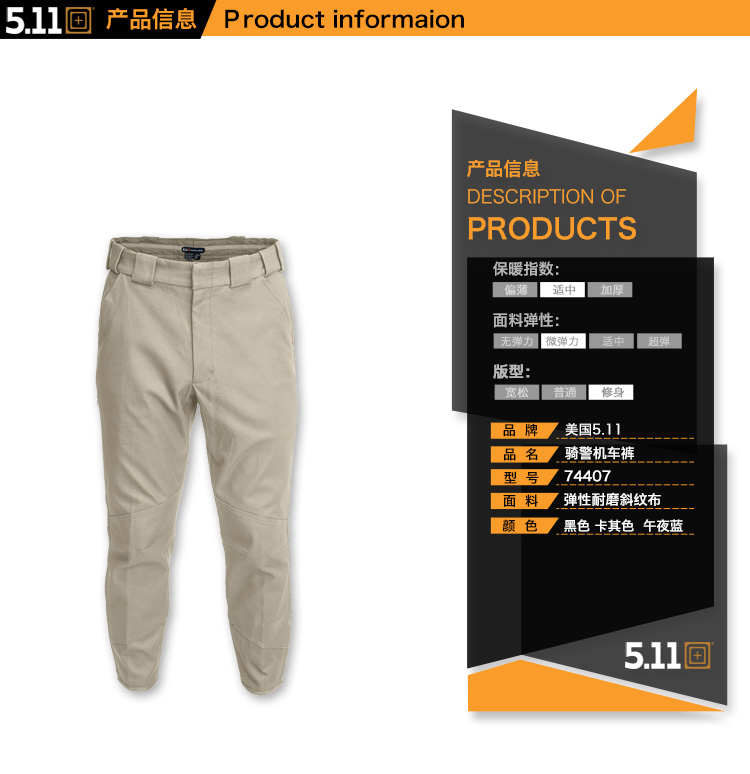 5.11 产品信息 Product informaion
产品信息
DESCRIPTION OF
PRODUCTS
保暖指数:
偏薄 适中 加厚
面料弹性:
无弹力 微弹力 适中 超弹
版型:
宽松 普通 修身
品 牌 美国5.11
品 名 骑警机车裤
型 号 74407
面 料 弹性耐磨斜纹布
颜 色 黑色 卡其色 午夜蓝
5.11